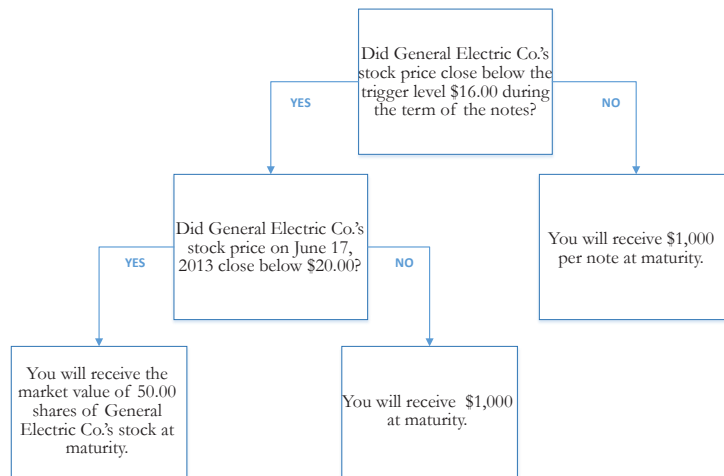 Did General Electric Co.'s
stock price close below the
trigger level $16.00 during
the term of the notes?
YES
NO
Did General Electric Co.'s
stock price on June 17,
2013 close below $20.00?
You will receive $1,000
per note at maturity.
YES
NO
You will receive the
market value of 50.00
shares of General
Electric Co.'s stock at
maturity.
You will receive $1,000
at maturity.